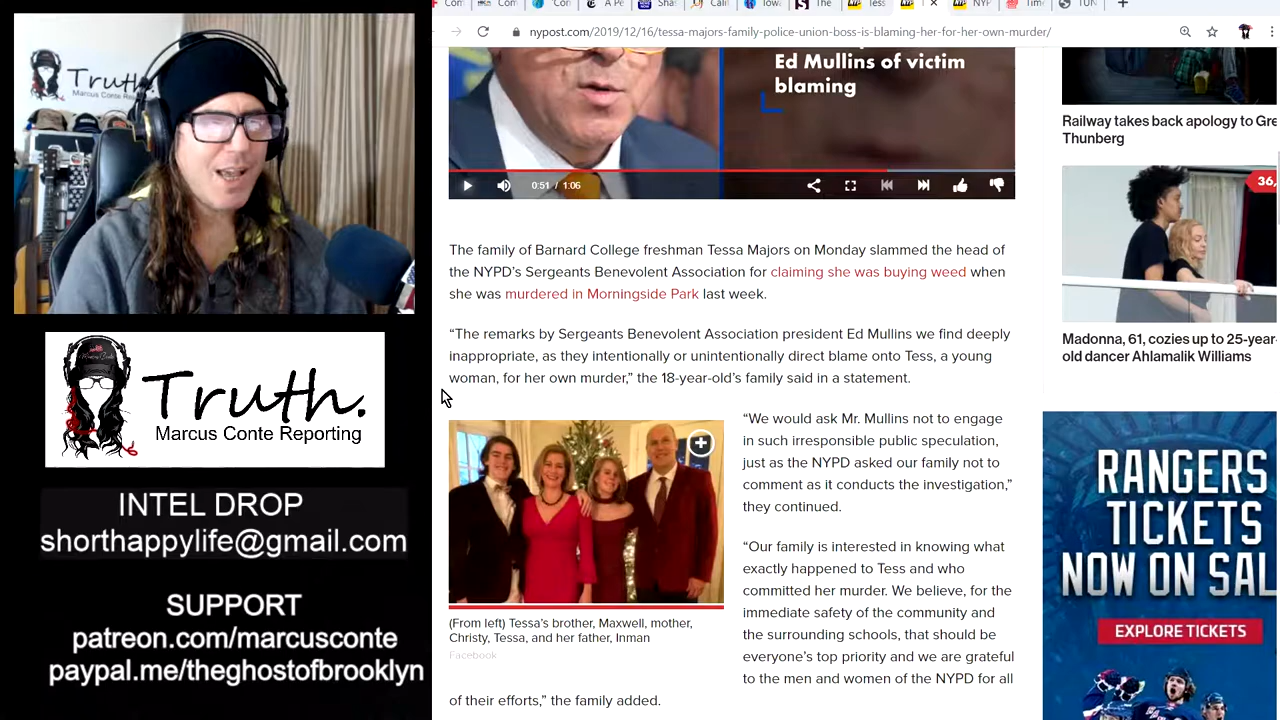 Truth.
Marcus Conte Reporting
Truth.
Marcus Conte Reporting
INTEL DROP
shorthappylife@gmail.com
SUPPORT
patreon.com/marcusconte
paypal.me/theghostofbrooklyn
nypost.com/2019/12/16/tessa-majors-family-police-union-boss-is-blaming-her-for-her-own-murder/
Ed Mullins of victim
blaming
0:51 / 1:06
The family of Barnard College freshman Tessa Majors on Monday slammed the head of
the NYPD’s Sergeants Benevolent Association for claiming she was buying weed when
she was murdered in Morningside Park last week.
“The remarks by Sergeants Benevolent Association president Ed Mullins we find deeply
inappropriate, as they intentionally or unintentionally direct blame onto Tess, a young
woman, for her own murder,” the 18-year-old’s family said in a statement.
“We would ask Mr. Mullins not to engage
in such irresponsible public speculation,
just as the NYPD asked our family not to
comment as it conducts the investigation,”
they continued.
“Our family is interested in knowing what
exactly happened to Tess and who
committed her murder. We believe, for the
immediate safety of the community and
the surrounding schools, that should be
everyone’s top priority and we are grateful
to the men and women of the NYPD for all
of their efforts,” the family added.
(From left) Tessa’s brother, Maxwell, mother,
Christy, Tessa, and her father, Inman
Facebook
Railway takes back apology to Gre
Thunberg
36,
Madonna, 61, cozies up to 25-year-
old dancer Ahlamalik Williams
RANGERS
TICKETS
NOW ON SAL
EXPLORE TICKETS